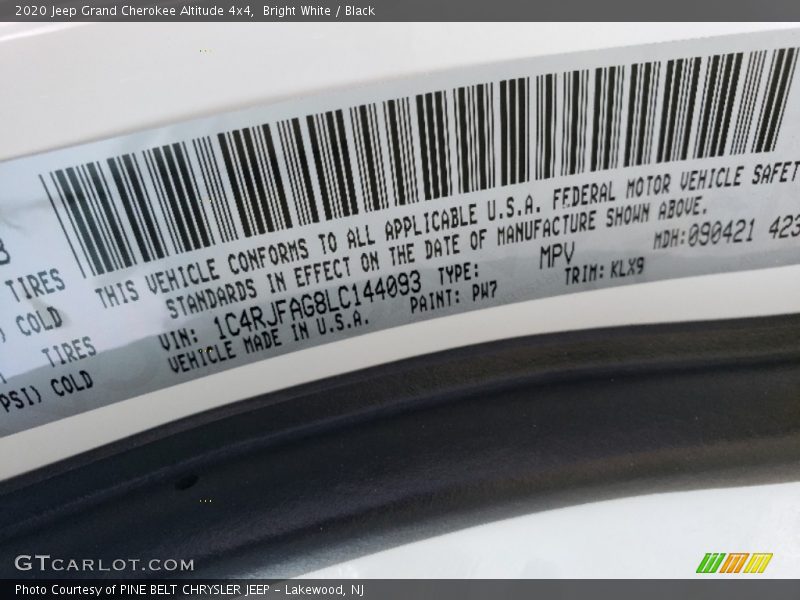 2020 Jeep Grand Cherokee Altitude 4x4,  Bright White / Black
TIRES
COLD
TIRES
PSI) COLD
THIS VEHICLE CONFORMS TO ALL APPLICABLE U.S.A. FEDERAL MOTOR VEHICLE SAFET
STANDARDS IN EFFECT ON THE DATE OF MANUFACTURE SHOWN ABOVE.
VIN: 1C4RJFAG8LC144093 TYPE: MPV MDH:090421 423
VEHICLE MADE IN U.S.A. PAINT: PW7 TRIM: KLX9
GTCARLOT.COM
Photo Courtesy of PINE BELT CHRYSLER JEEP - Lakewood, NJ